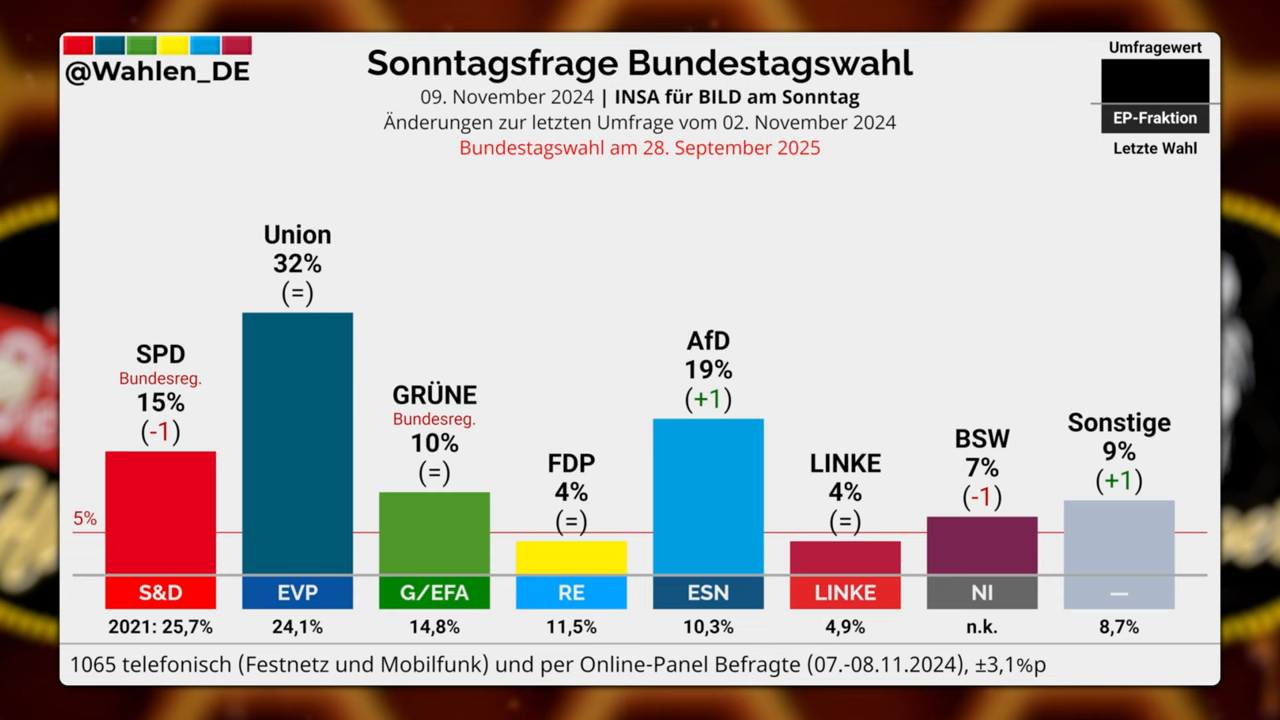 @Wahlen_DE
Sonntagsfrage Bundestagswahl
09. November 2024 | INSA für BILD am Sonntag
Änderungen zur letzten Umfrage vom 02. November 2024
Bundestagswahl am 28. September 2025
Umfragewert
EP-Fraktion
Letzte Wahl
SPD
Bundesreg.
15%
(-1)
Union
32%
(=)
GRÜNE
Bundesreg.
10%
(=)
FDP
4%
(=)
AfD
19%
(+1)
LINKE
4%
(=)
BSW
7%
(-1)
Sonstige
9%
(+1)
5%
S&D EVP G/EFA RE ESN LINKE NI —
2021: 25,7% 24,1% 14,8% 11,5% 10,3% 4,9% n.k. 8,7%
1065 telefonisch (Festnetz und Mobilfunk) und per Online-Panel Befragte (07.-08.11.2024), ±3,1%p